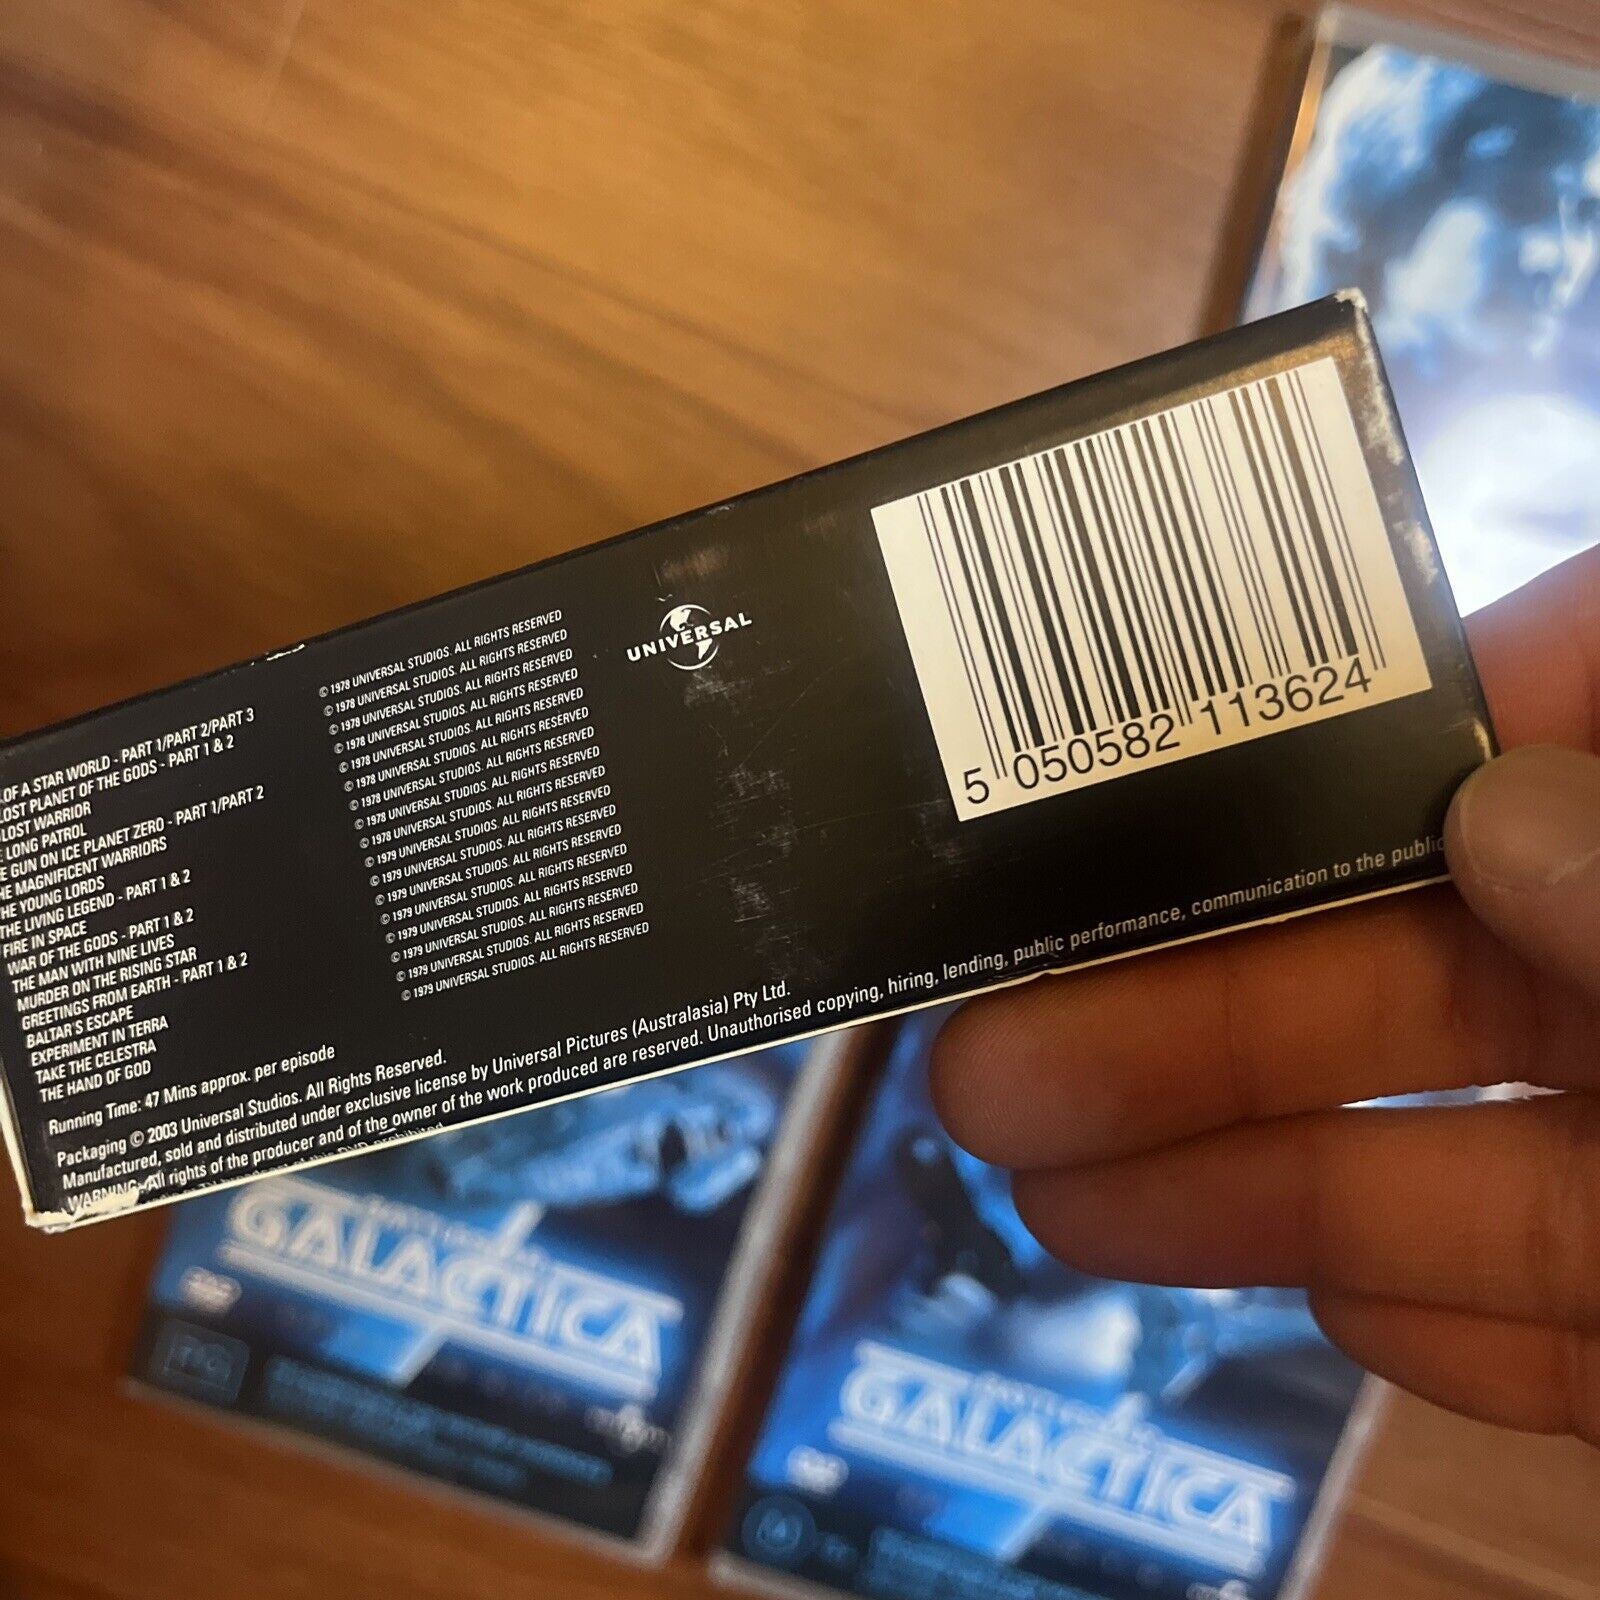 OF A STAR WORLD - PART 1/PART 2/PART 3
LOST PLANET OF THE GODS - PART 1 & 2
LOST WARRIOR
LONG PATROL
E GUN ON ICE PLANET ZERO - PART 1/PART 2
HE MAGNIFICENT WARRIORS
THE YOUNG LORDS
THE LIVING LEGEND - PART 1 & 2
FIRE IN SPACE
WAR OF THE GODS - PART 1 & 2
THE MAN WITH NINE LIVES
MURDER ON THE RISING STAR
GREETINGS FROM EARTH - PART 1 & 2
BALTAR'S ESCAPE
EXPERIMENT IN TERRA
TAKE THE CELESTRA
THE HAND OF GOD
© 1978 UNIVERSAL STUDIOS. ALL RIGHTS RESERVED
© 1978 UNIVERSAL STUDIOS. ALL RIGHTS RESERVED
© 1978 UNIVERSAL STUDIOS. ALL RIGHTS RESERVED
© 1978 UNIVERSAL STUDIOS. ALL RIGHTS RESERVED
© 1978 UNIVERSAL STUDIOS. ALL RIGHTS RESERVED
© 1978 UNIVERSAL STUDIOS. ALL RIGHTS RESERVED
© 1978 UNIVERSAL STUDIOS. ALL RIGHTS RESERVED
© 1978 UNIVERSAL STUDIOS. ALL RIGHTS RESERVED
© 1978 UNIVERSAL STUDIOS. ALL RIGHTS RESERVED
© 1979 UNIVERSAL STUDIOS. ALL RIGHTS RESERVED
© 1979 UNIVERSAL STUDIOS. ALL RIGHTS RESERVED
© 1979 UNIVERSAL STUDIOS. ALL RIGHTS RESERVED
© 1979 UNIVERSAL STUDIOS. ALL RIGHTS RESERVED
© 1979 UNIVERSAL STUDIOS. ALL RIGHTS RESERVED
© 1979 UNIVERSAL STUDIOS. ALL RIGHTS RESERVED
© 1979 UNIVERSAL STUDIOS. ALL RIGHTS RESERVED
© 1979 UNIVERSAL STUDIOS. ALL RIGHTS RESERVED
UNIVERSAL
5 050582 113624
Running Time: 47 Mins approx. per episode
Packaging © 2003 Universal Studios. All Rights Reserved.
Manufactured, sold and distributed under exclusive license by Universal Pictures (Australasia) Pty Ltd.
WARNING-All rights of the producer and of the owner of the work produced are reserved. Unauthorised copying, hiring, lending, public performance, communication to the public
of this DVD prohibited
GALACTICA
GALACTICA